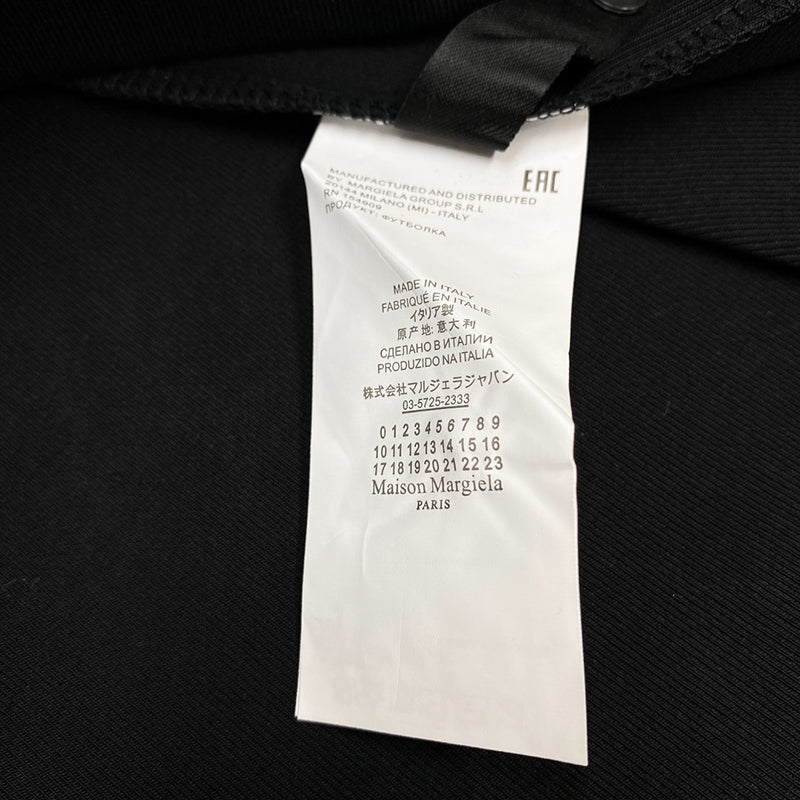 EAC
MANUFACTURED AND DISTRIBUTED
BY MARGIELA GROUP S.R.L
20144 MILANO (MI) - ITALY
RN 154909
ПРОДУКТ: ФУТБОЛКА
MADE IN ITALY
FABRIQUÉ EN ITALIE
イタリア製
原产地: 意大利
СДЕЛАНО В ИТАЛИИ
PRODUZIDO NA ITALIA
株式会社マルジェラジャパン
03-5725-2333
0 1 2 3 4 5 6 7 8 9
10 11 12 13 14 15 16
17 18 19 20 21 22 23
Maison Margiela
PARIS